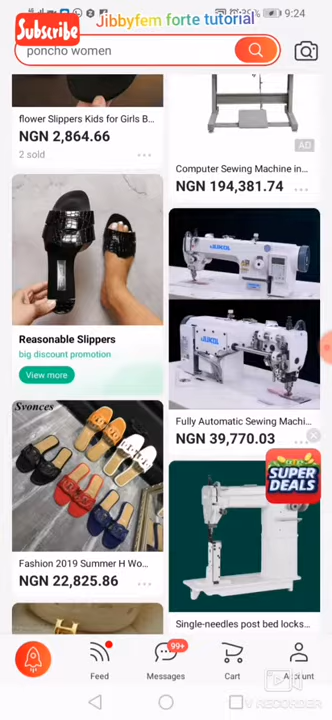 Subscribe
Jibbyfem forte tutorial
9:24
poncho women
flower Slippers Kids for Girls B...
NGN 2,864.66
2 sold
AD
Computer Sewing Machine in...
NGN 194,381.74
Reasonable Slippers
big discount promotion
View more
Fully Automatic Sewing Machi...
NGN 39,770.03
Svonces
SUPER
DEALS
Fashion 2019 Summer H Wo...
NGN 22,825.86
Single-needles post bed locks...
99+
Feed
Messages
Cart
Account
V RECORDER